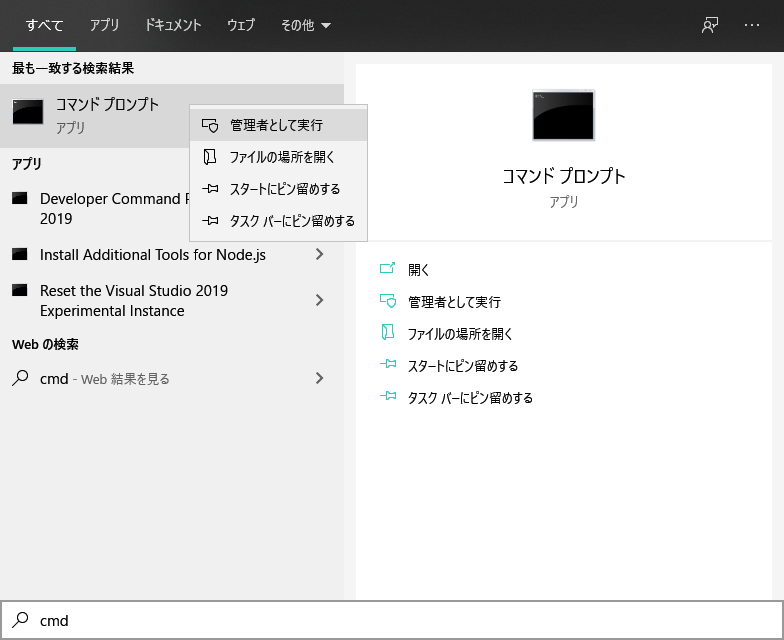 すべて アプリ ドキュメント ウェブ その他
最も一致する検索結果
コマンド プロンプト
アプリ
管理者として実行
ファイルの場所を開く
スタートにピン留めする
タスク バーにピン留めする
アプリ
Developer Command
2019
Install Additional Tools for Node.js
Reset the Visual Studio 2019
Experimental Instance
Web の検索
cmd - Web 結果を見る
コマンド プロンプト
アプリ
開く
管理者として実行
ファイルの場所を開く
スタートにピン留めする
タスク バーにピン留めする
cmd